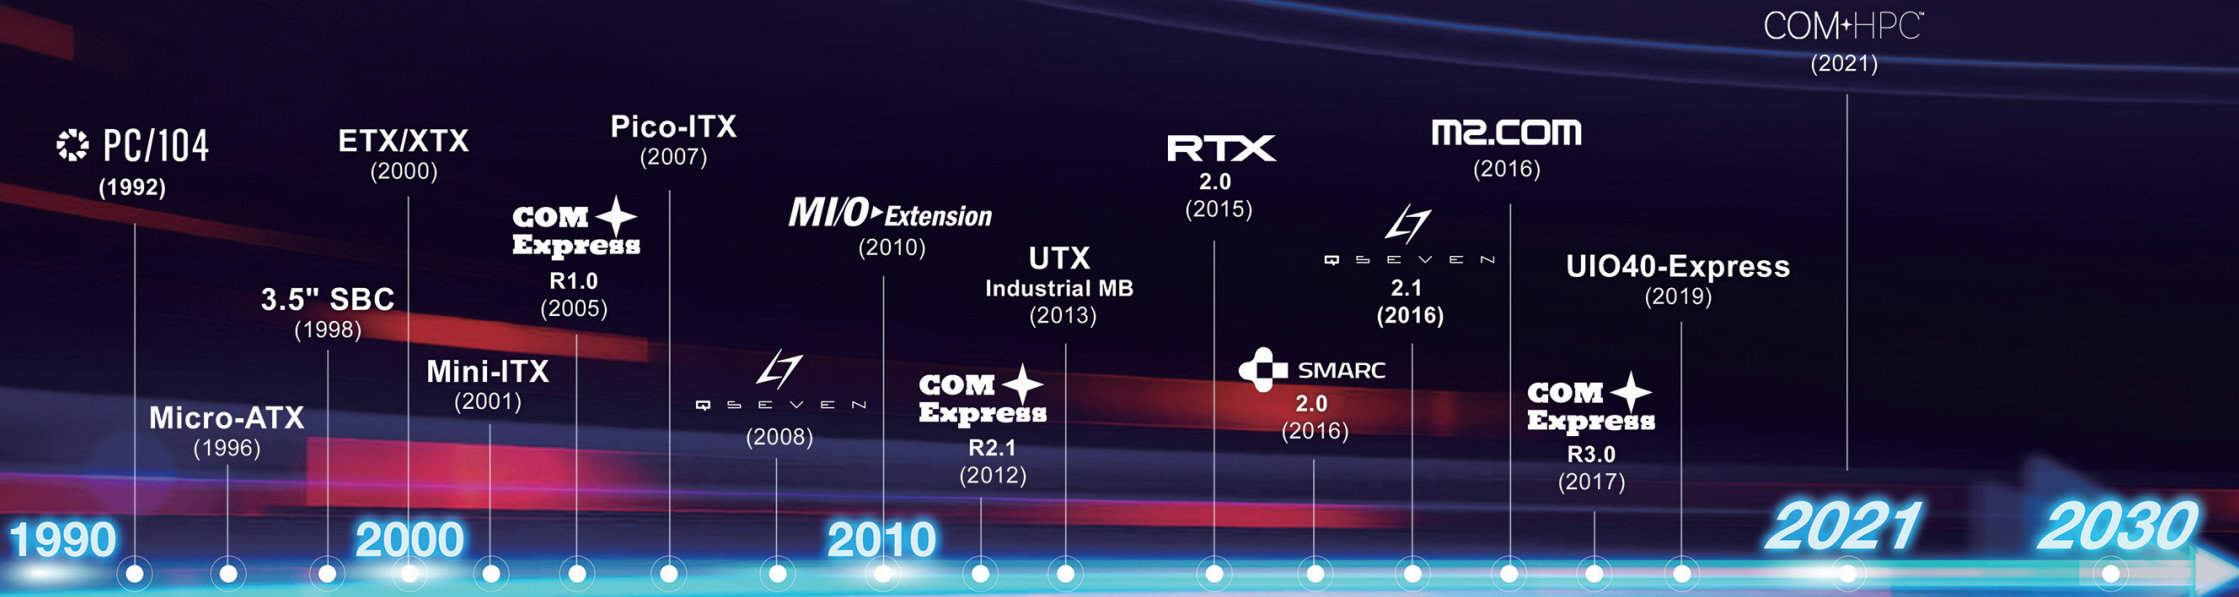 PC/104
(1992)
Micro-ATX
(1996)
3.5" SBC
(1998)
ETX/XTX
(2000)
Mini-ITX
(2001)
COM
Express
R1.0
(2005)
Pico-ITX
(2007)
QSEVEN
(2008)
MI/O Extension
(2010)
COM
Express
R2.1
(2012)
UTX
Industrial MB
(2013)
RTX
2.0
(2015)
SMARC
2.0
(2016)
QSEVEN
2.1
(2016)
M2.COM
(2016)
COM
Express
R3.0
(2017)
UIO40-Express
(2019)
COM HPC™
(2021)
1990
2000
2010
2021
2030